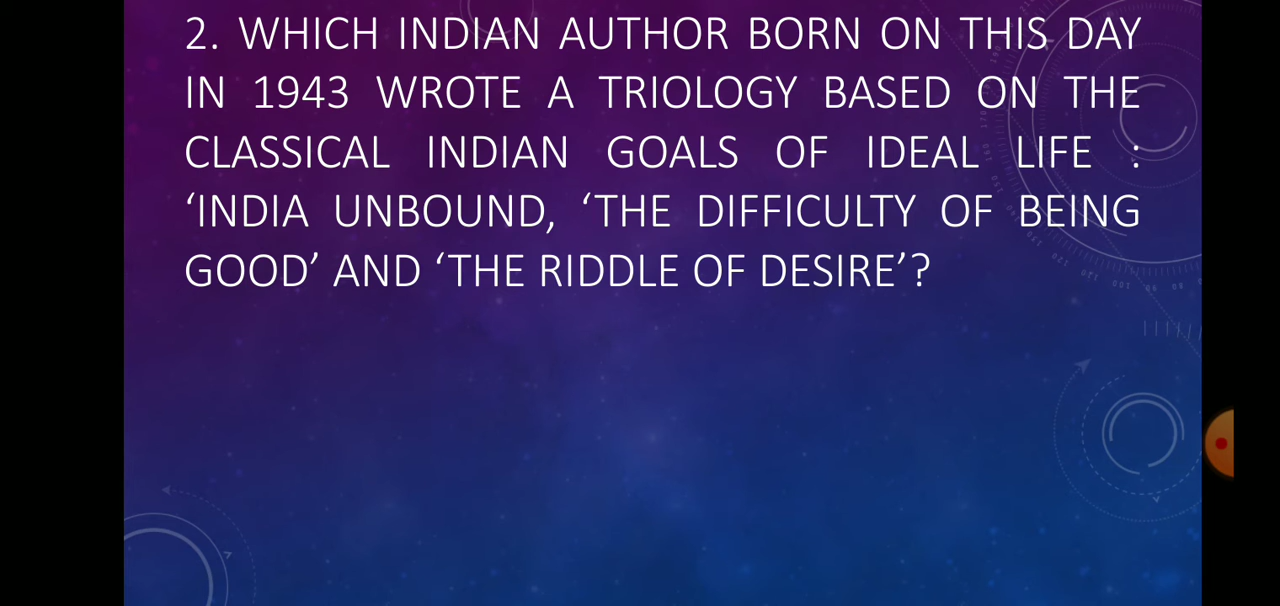 2. WHICH INDIAN AUTHOR BORN ON THIS DAY
IN 1943 WROTE A TRIOLOGY BASED ON THE
CLASSICAL INDIAN GOALS OF IDEAL LIFE :
‘INDIA UNBOUND, ‘THE DIFFICULTY OF BEING
GOOD’ AND ‘THE RIDDLE OF DESIRE’?